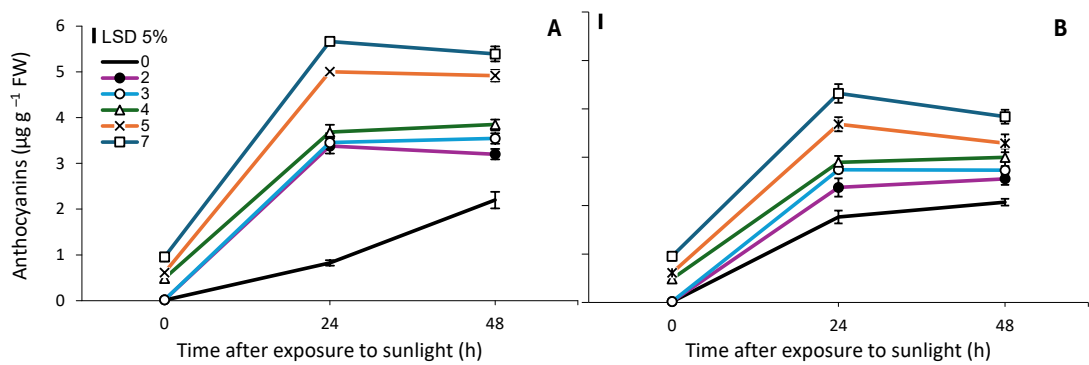 A
B
I LSD 5%
0
2
3
4
5
7
I
Anthocyanins (µg g ⁻¹ FW)
6
5
4
3
2
1
0
0 24 48
0 24 48
Time after exposure to sunlight (h)
Time after exposure to sunlight (h)